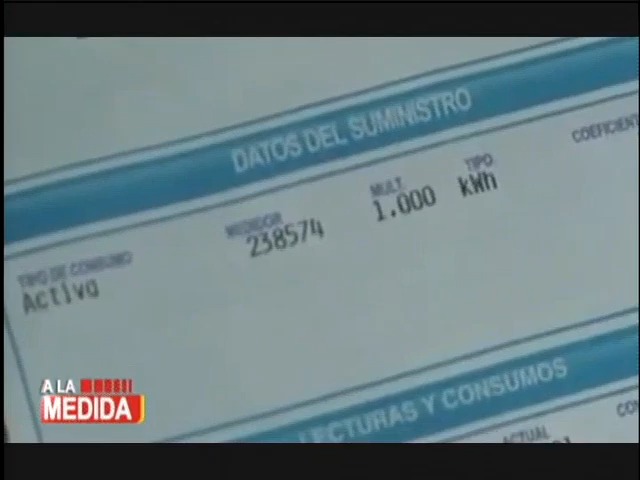 DATOS DEL SUMINISTRO
TIPO DE CONSUMO MEDIDOR MULT. TIPO
Activa 238574 1.000 kWh
LECTURAS Y CONSUMOS
ACTUAL
A LA
MEDIDA